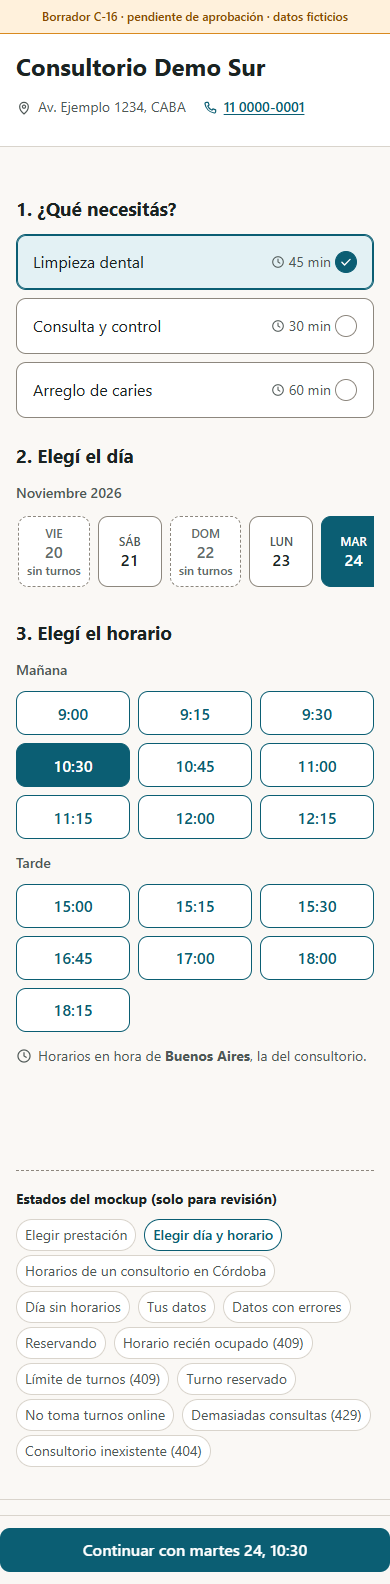 Borrador C-16 · pendiente de aprobación · datos ficticios
Consultorio Demo Sur
Av. Ejemplo 1234, CABA 11 0000-0001
1. ¿Qué necesitás?
Limpieza dental 45 min
Consulta y control 30 min
Arreglo de caries 60 min
2. Elegí el día
Noviembre 2026
VIE 20 sin turnos
SÁB 21
DOM 22 sin turnos
LUN 23
MAR 24
3. Elegí el horario
Mañana
9:00 9:15 9:30
10:30 10:45 11:00
11:15 12:00 12:15
Tarde
15:00 15:15 15:30
16:45 17:00 18:00
18:15
Horarios en hora de Buenos Aires, la del consultorio.
Estados del mockup (solo para revisión)
Elegir prestación Elegir día y horario
Horarios de un consultorio en Córdoba
Día sin horarios Tus datos Datos con errores
Reservando Horario recién ocupado (409)
Límite de turnos (409) Turno reservado
No toma turnos online Demasiadas consultas (429)
Consultorio inexistente (404)
Continuar con martes 24, 10:30